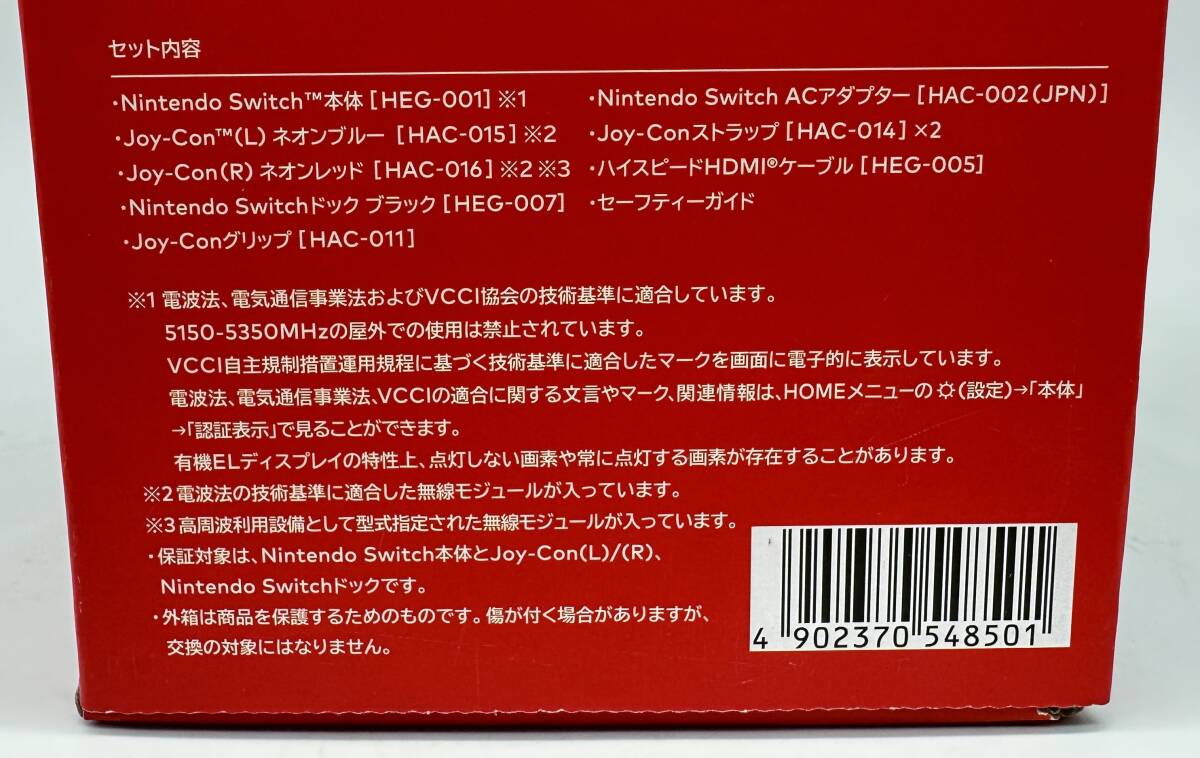 セット内容
・Nintendo Switch™本体［HEG-001］※1
・Joy-Con™(L) ネオンブルー［HAC-015］※2
・Joy-Con(R) ネオンレッド［HAC-016］※2 ※3
・Nintendo Switchドック ブラック［HEG-007］
・Joy-Conグリップ［HAC-011］
・Nintendo Switch ACアダプター［HAC-002(JPN)］
・Joy-Conストラップ［HAC-014］×2
・ハイスピードHDMI®ケーブル［HEG-005］
・セーフティーガイド
※1 電波法、電気通信事業法およびVCCI協会の技術基準に適合しています。
5150-5350MHzの屋外での使用は禁止されています。
VCCI自主規制措置運用規程に基づく技術基準に適合したマークを画面に電子的に表示しています。
電波法、電気通信事業法、VCCIの適合に関する文言やマーク、関連情報は、HOMEメニューの(設定)→「本体」
→「認証表示」で見ることができます。
有機ELディスプレイの特性上、点灯しない画素や常に点灯する画素が存在することがあります。
※2 電波法の技術基準に適合した無線モジュールが入っています。
※3 高周波利用設備として型式指定された無線モジュールが入っています。
・保証対象は、Nintendo Switch本体とJoy-Con(L)/(R)、
Nintendo Switchドックです。
・外箱は商品を保護するためのものです。傷が付く場合がありますが、
交換の対象にはなりません。
4 902370 548501